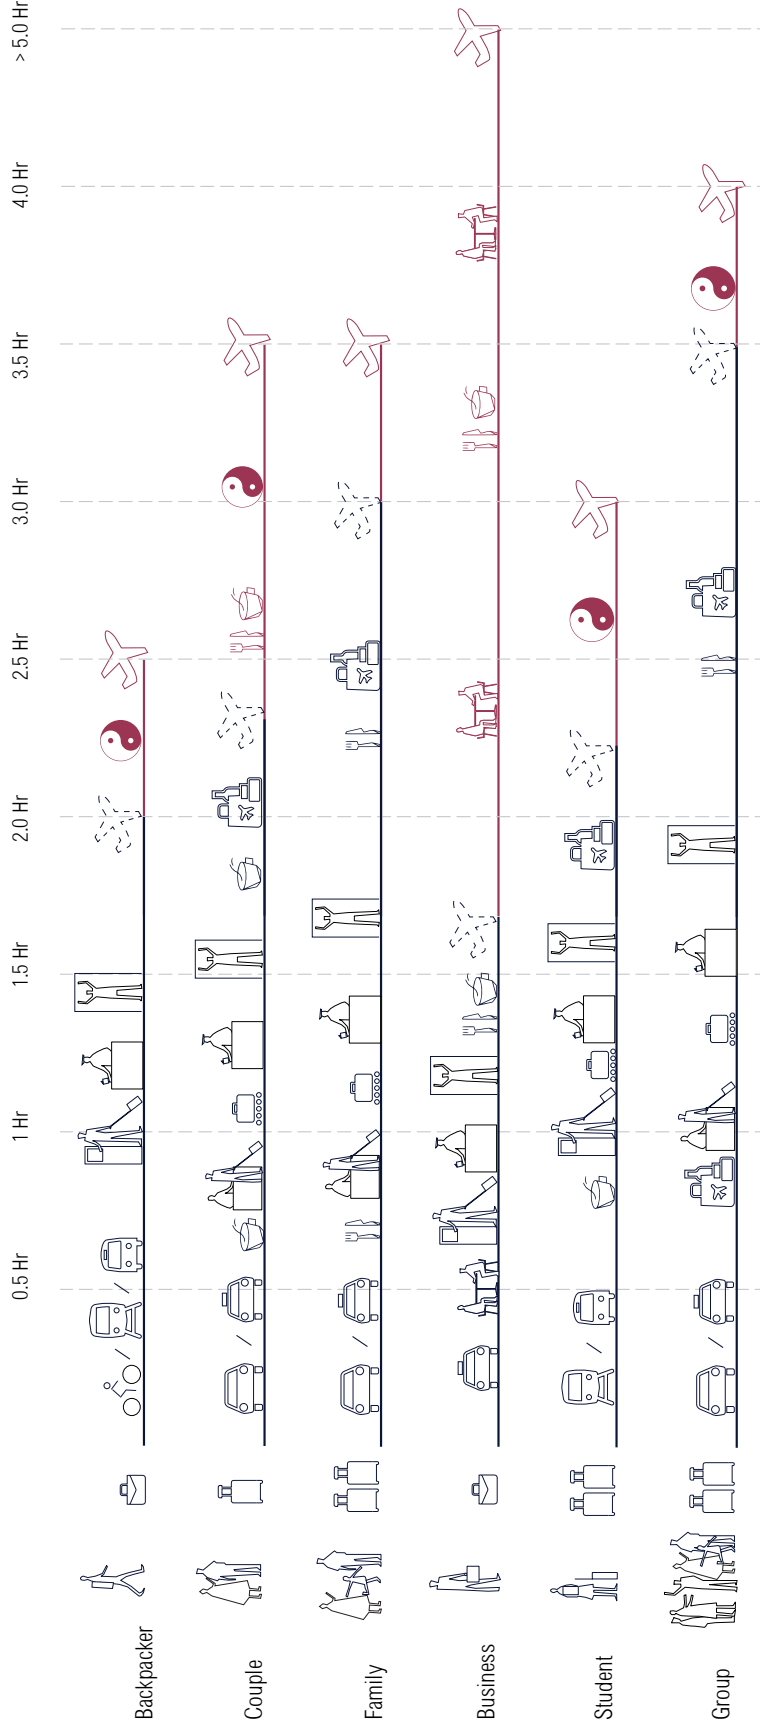 Backpacker
Couple
Family
Business
Student
Group
0.5 Hr
1 Hr
1.5 Hr
2.0 Hr
2.5 Hr
3.0 Hr
3.5 Hr
4.0 Hr
> 5.0 Hr